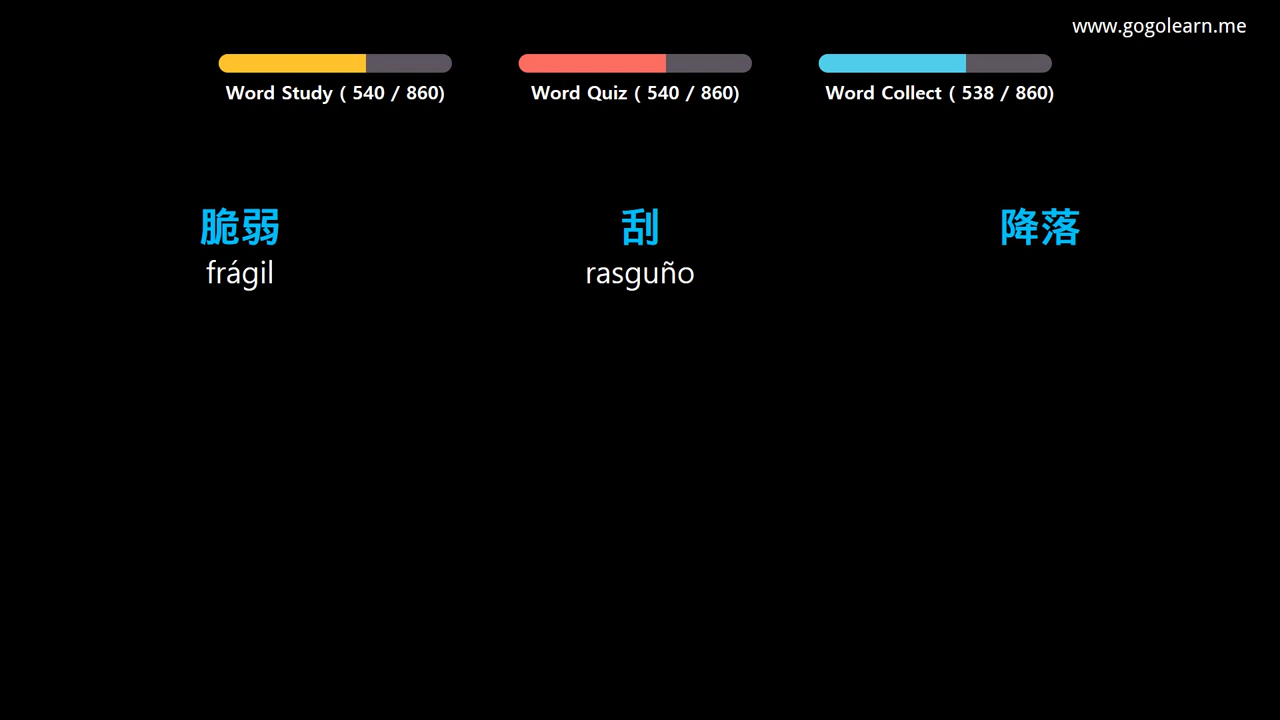 www.gogolearn.me
Word Study ( 540 / 860)
Word Quiz ( 540 / 860)
Word Collect ( 538 / 860)
脆弱
frágil
刮
rasguño
降落